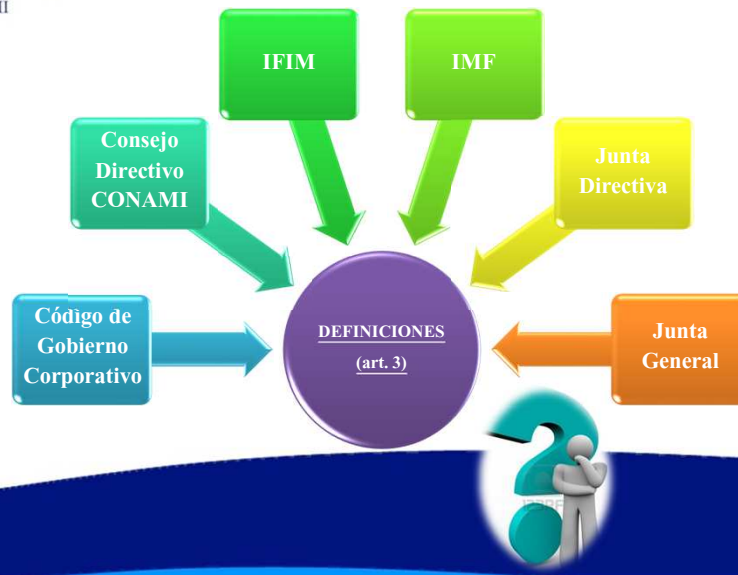 IFIM
IMF
Consejo
Directivo
CONAMI
Junta
Directiva
Código de
Gobierno
Corporativo
DEFINICIONES
(art. 3)
Junta
General